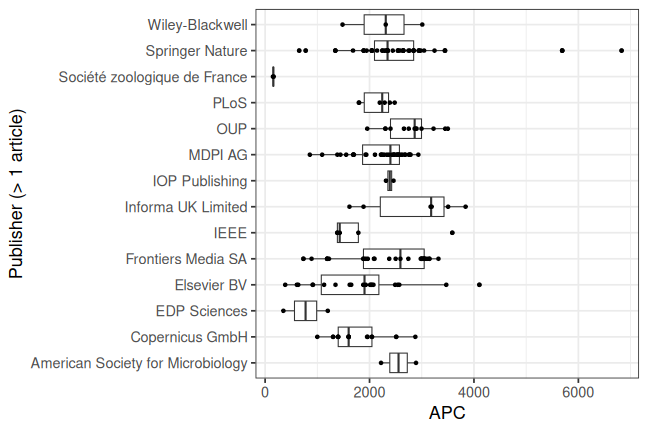 Publisher (> 1 article)
Wiley-Blackwell
Springer Nature
Société zoologique de France
PLoS
OUP
MDPI AG
IOP Publishing
Informa UK Limited
IEEE
Frontiers Media SA
Elsevier BV
EDP Sciences
Copernicus GmbH
American Society for Microbiology
0 2000 4000 6000
APC